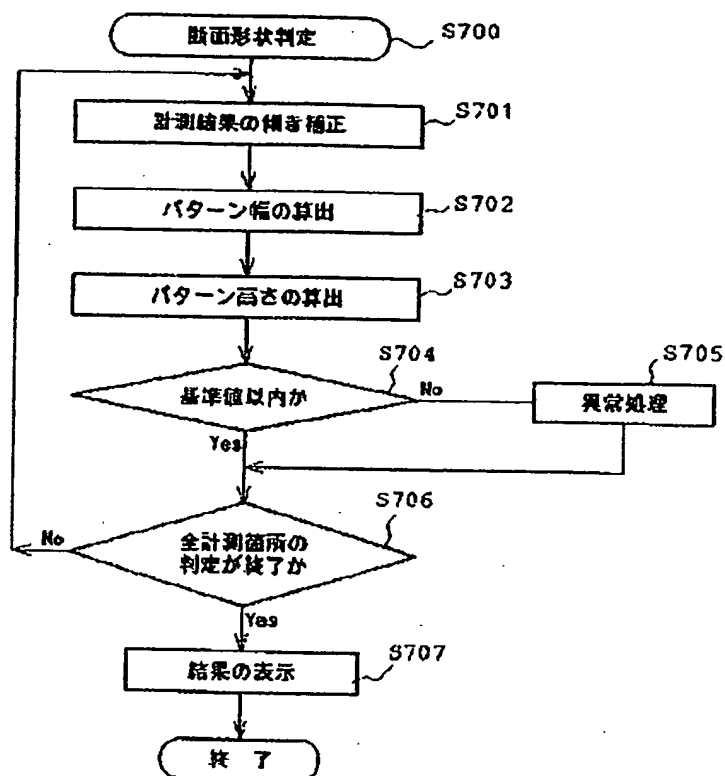 断面形状判定
S700
計測結果の傾き補正
S701
パターン幅の算出
S702
パターン高さの算出
S703
基準値以内か
S704
No
異常処理
S705
Yes
全計測箇所の
判定が終了か
S706
No
Yes
結果の表示
S707
終 了